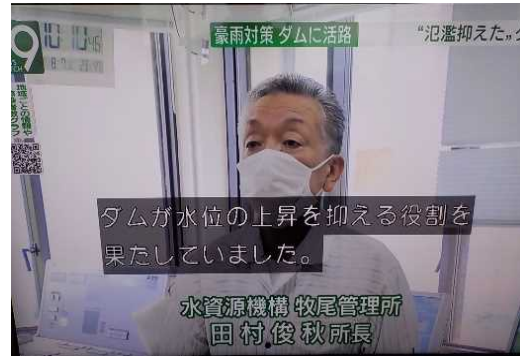 豪雨対策 ダムに活路
“氾濫抑えた„
ダムが水位の上昇を抑える役割を
果たしていました。
水資源機構 牧尾管理所
田村俊秋 所長